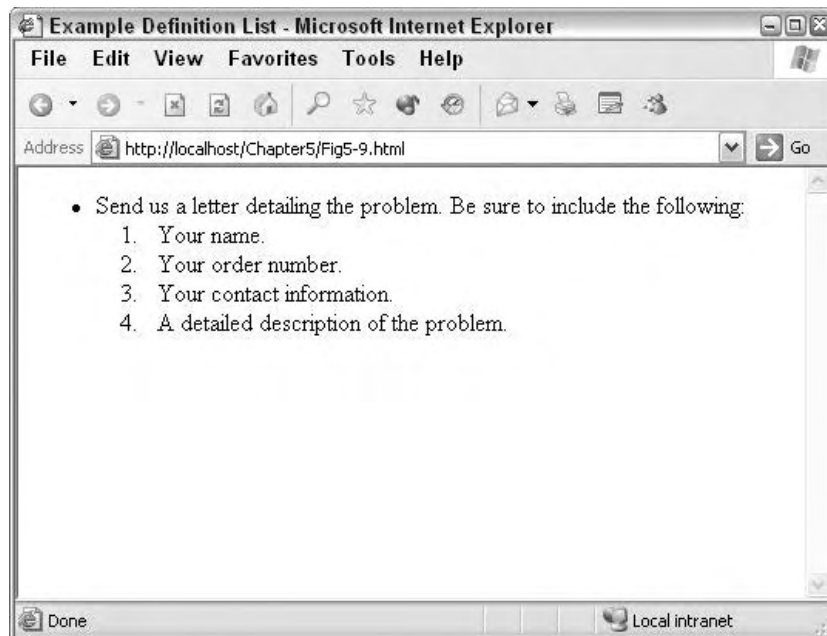 Example Definition List - Microsoft Internet Explorer
File Edit View Favorites Tools Help
Address http://localhost/Chapter5/Fig5-9.html Go
• Send us a letter detailing the problem. Be sure to include the following:
1. Your name.
2. Your order number.
3. Your contact information.
4. A detailed description of the problem.
Done Local intranet